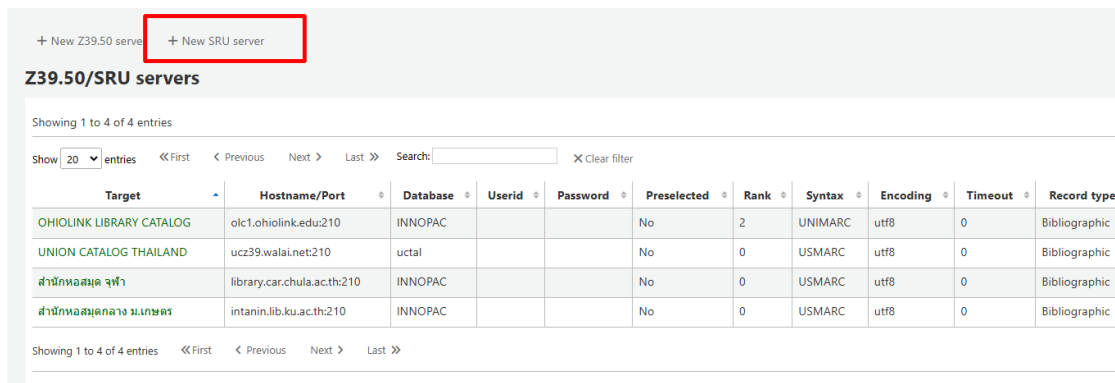 + New Z39.50 serve + New SRU server
Z39.50/SRU servers
Showing 1 to 4 of 4 entries
Show 20 entries First Previous Next Last Search: Clear filter
Target Hostname/Port Database Userid Password Preselected Rank Syntax Encoding Timeout Record type
OHIOLINK LIBRARY CATALOG olc1.ohiolink.edu:210 INNOPAC No 2 UNIMARC utf8 0 Bibliographic
UNION CATALOG THAILAND ucz39.walai.net:210 uctal No 0 USMARC utf8 0 Bibliographic
สำนักหอสมุด จุฬา library.car.chula.ac.th:210 INNOPAC No 0 USMARC utf8 0 Bibliographic
สำนักหอสมุดกลาง ม.เกษตร intanin.lib.ku.ac.th:210 INNOPAC No 0 USMARC utf8 0 Bibliographic
Showing 1 to 4 of 4 entries First Previous Next Last